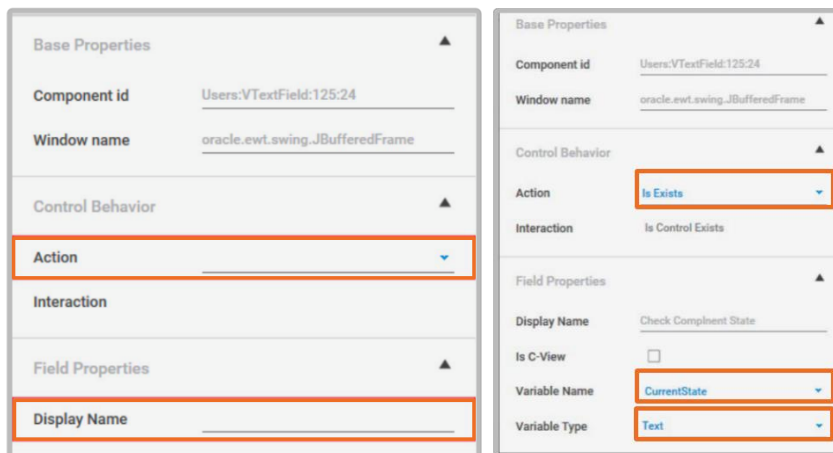 Base Properties
Component id Users:VTextField:125:24
Window name oracle.ewt.swing.JBufferedFrame
Control Behavior
Action
Interaction
Field Properties
Display Name
Base Properties
Component id Users:VTextField:125:24
Window name oracle.ewt.swing.JBufferedFrame
Control Behavior
Action Is Exists
Interaction Is Control Exists
Field Properties
Display Name Check Complnent State
Is C-View
Variable Name CurrentState
Variable Type Text